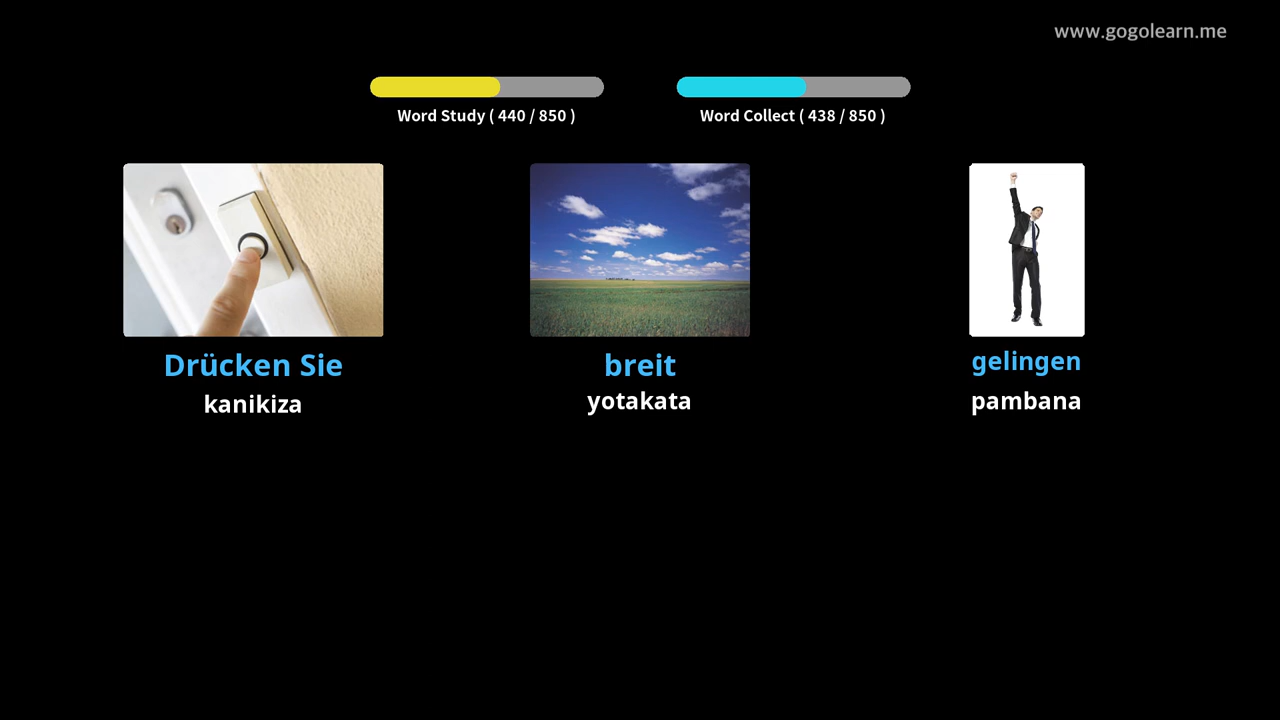 www.gogolearn.me
Word Study ( 440 / 850 )
Word Collect ( 438 / 850 )
Drücken Sie
kanikiza
breit
yotakata
gelingen
pambana